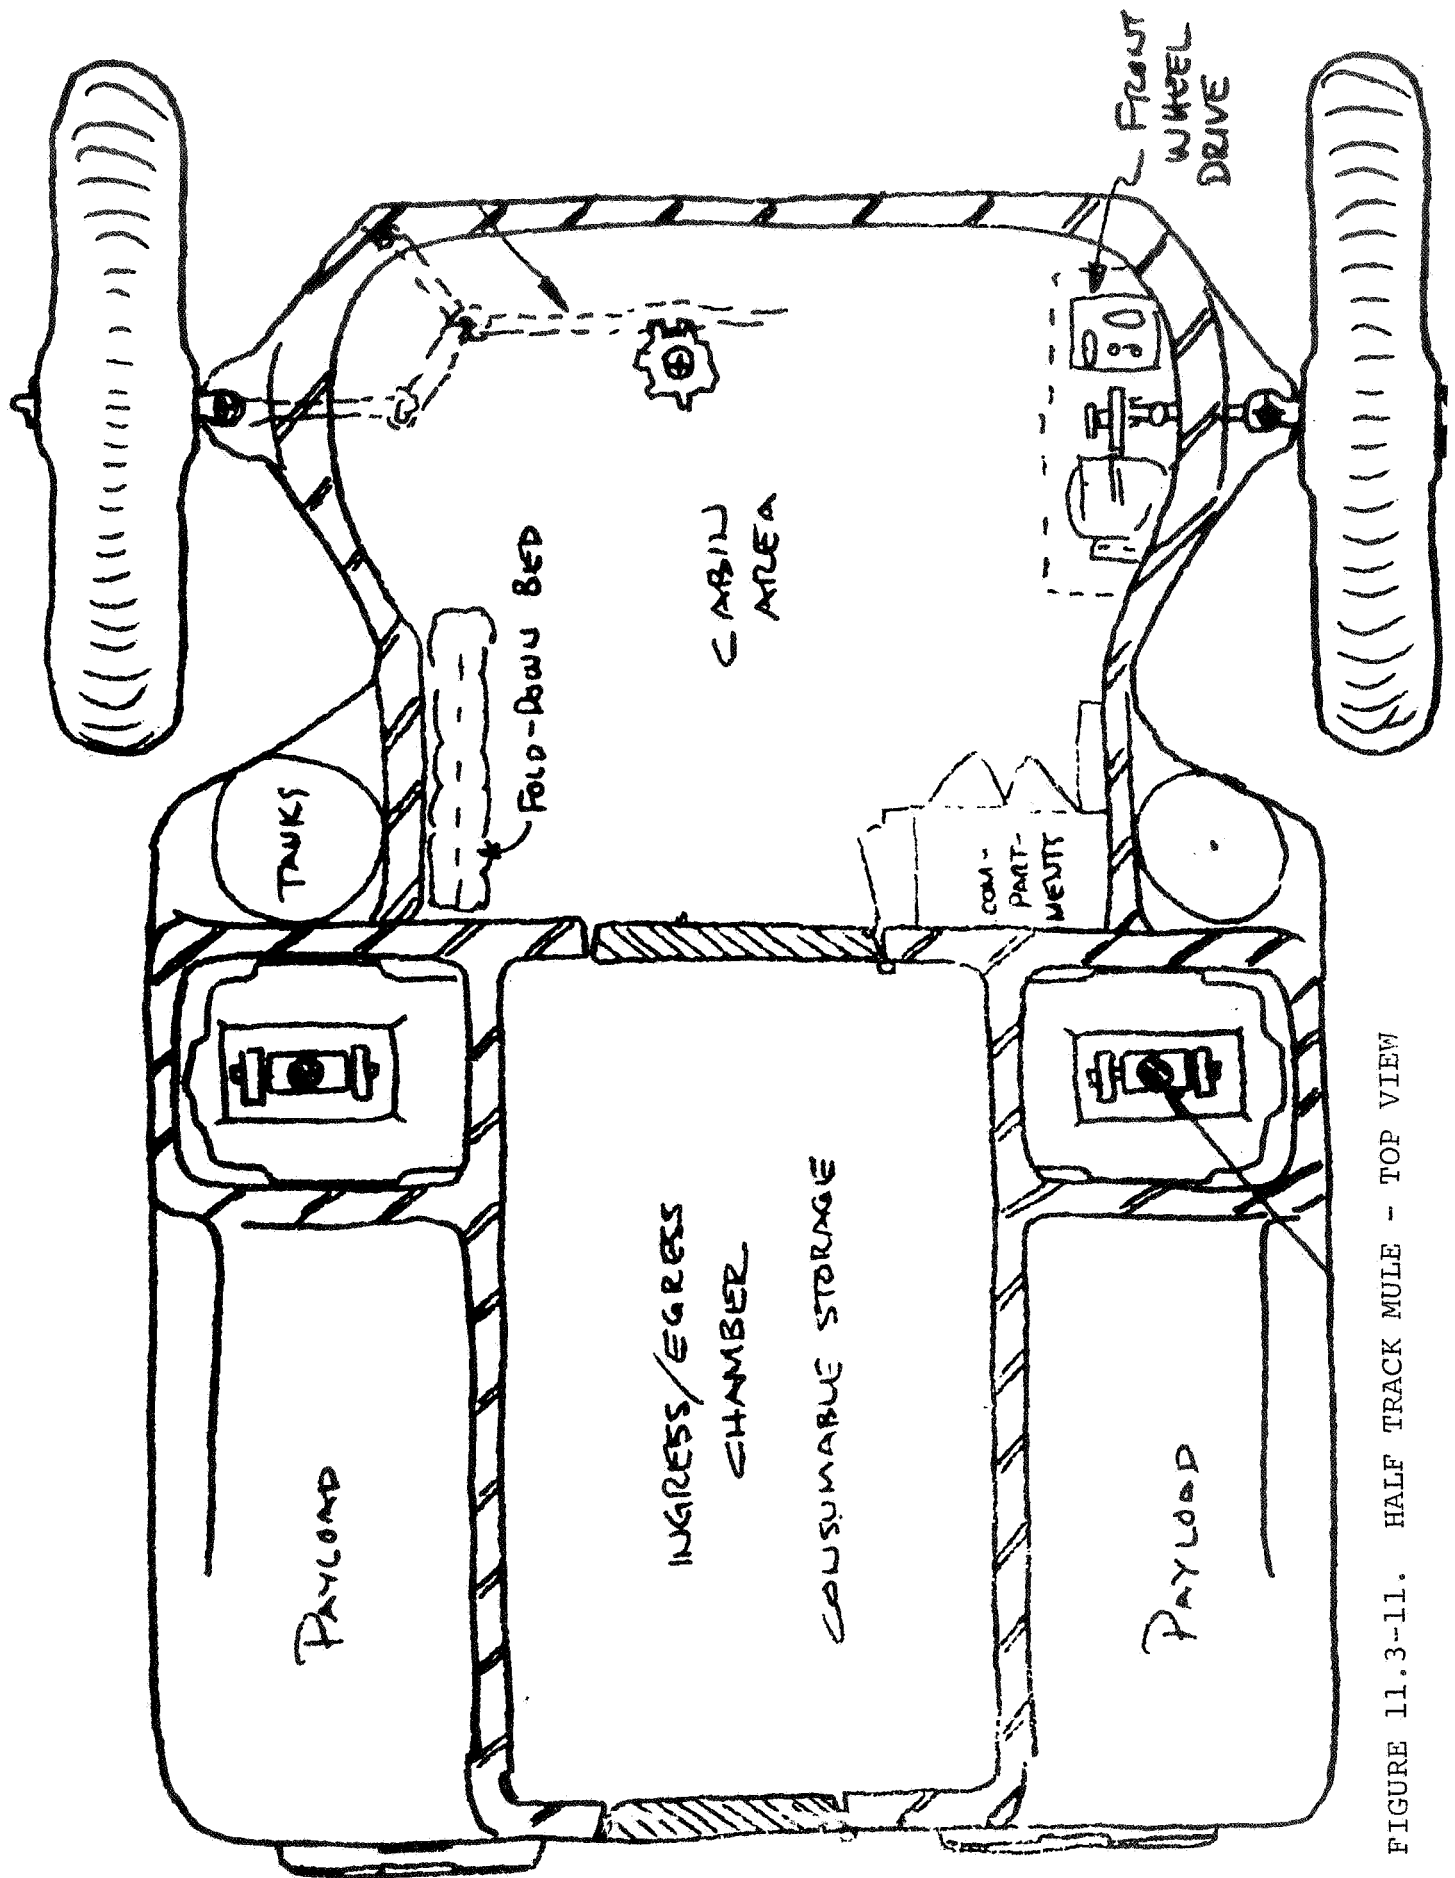 FRONT
WHEEL
DRIVE
TANKS
FOLD-DOWN BED
CABIN
AREA
COM-
PART-
MENTS
PAYLOAD
INGRESS/EGRESS
CHAMBER
CONSUMABLE STORAGE
PAYLOAD
FIGURE 11.3-11. HALF TRACK MULE - TOP VIEW